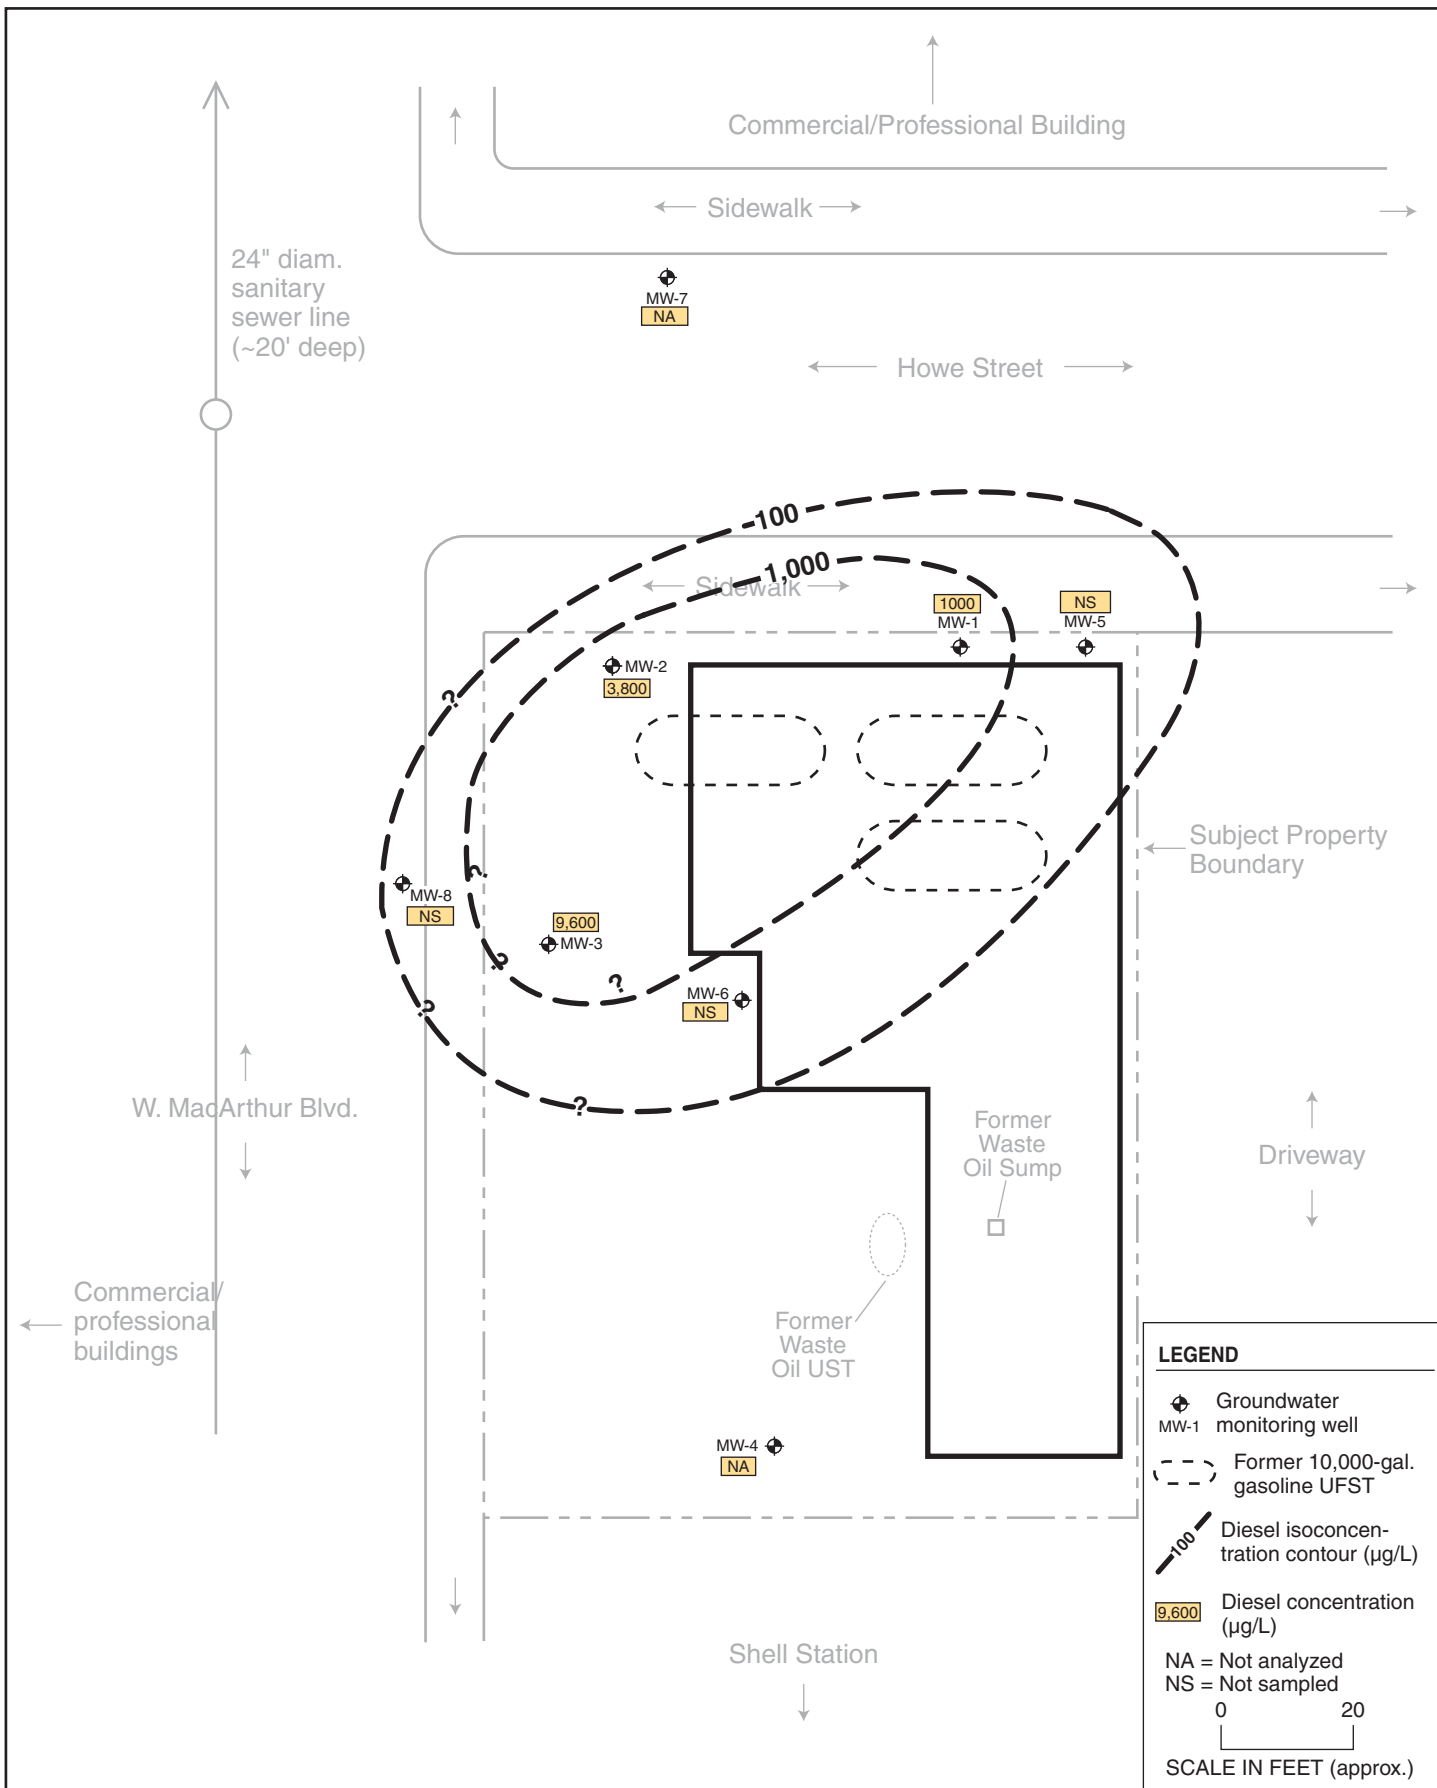 Commercial/Professional Building
Sidewalk
24" diam.
sanitary
sewer line
(~20' deep)
MW-7
NA
Howe Street
100
1,000
Sidewalk
1000
MW-1
NS
MW-5
MW-2
3,800
?
Subject Property
Boundary
?
MW-8
NS
9,600
MW-3
?
?
MW-6
NS
?
?
W. MacArthur Blvd.
Former
Waste
Oil Sump
Driveway
Commercial/
professional
buildings
Former
Waste
Oil UST
MW-4
NA
Shell Station
LEGEND
MW-1
Groundwater
monitoring well
Former 10,000-gal.
gasoline UFST
100
Diesel isoconcen-
tration contour (µg/L)
9,600
Diesel concentration
(µg/L)
NA = Not analyzed
NS = Not sampled
0 20
SCALE IN FEET (approx.)